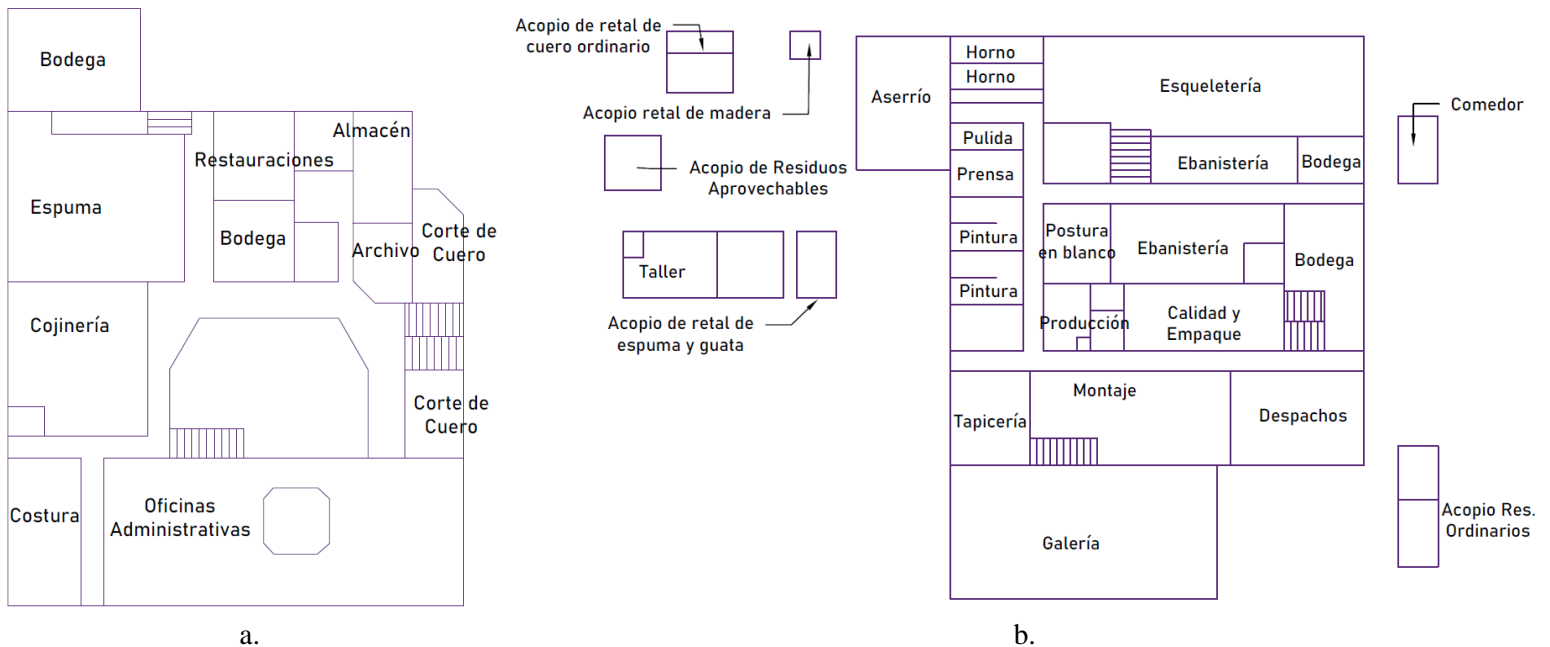 Bodega
Almacén
Restauraciones
Espuma
Bodega
Archivo
Corte de
Cuero
Cojinería
Corte de
Cuero
Costura
Oficinas
Administrativas
a.
Acopio de retal de
cuero ordinario
Acopio retal de madera
Acopio de Residuos
Aprovechables
Taller
Acopio de retal de
espuma y guata
Aserrío
Horno
Horno
Esqueletería
Comedor
Pulida
Prensa
Ebanistería
Bodega
Pintura
Postura
en blanco
Ebanistería
Bodega
Pintura
Producción
Calidad y
Empaque
Montaje
Tapicería
Despachos
Galería
Acopio Res.
Ordinarios
b.